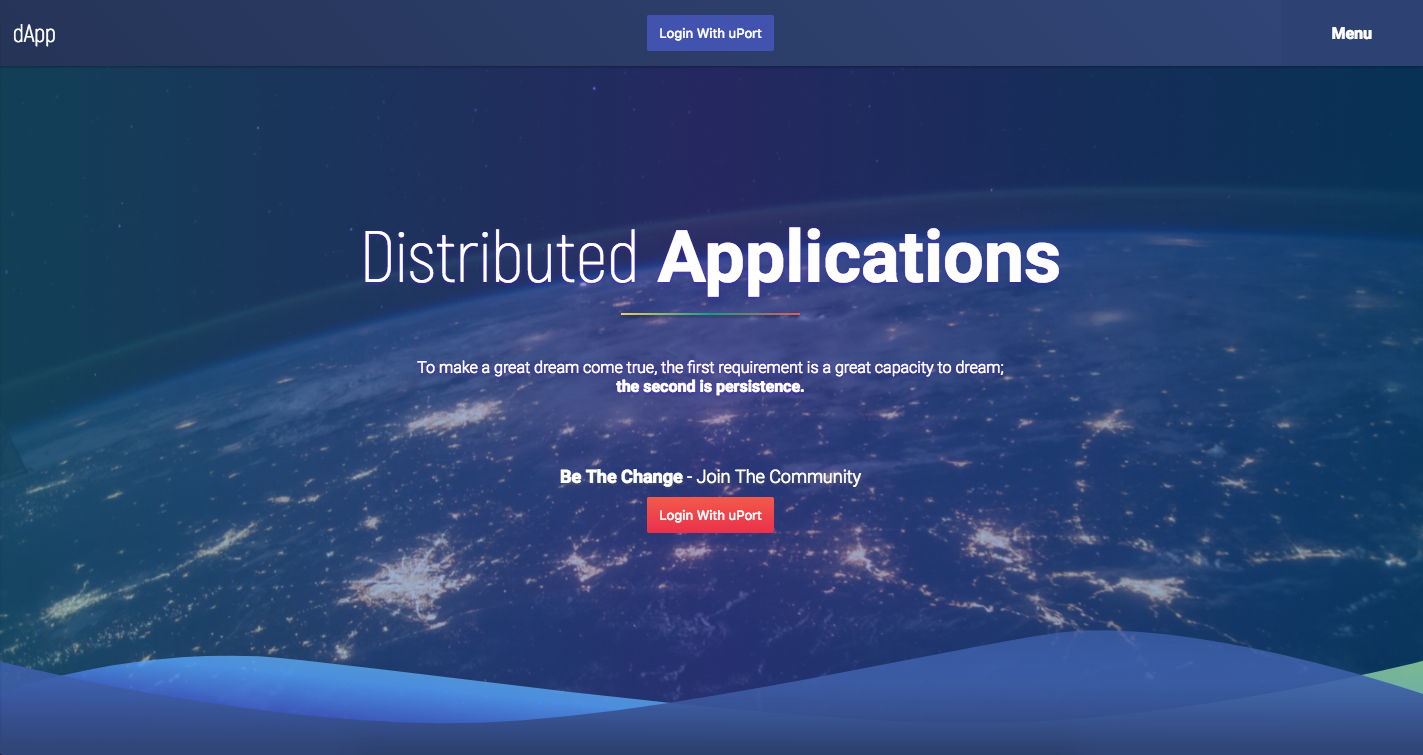 dApp
Login With uPort
Menu
Distributed Applications
To make a great dream come true, the first requirement is a great capacity to dream;
the second is persistence.
Be The Change - Join The Community
Login With uPort